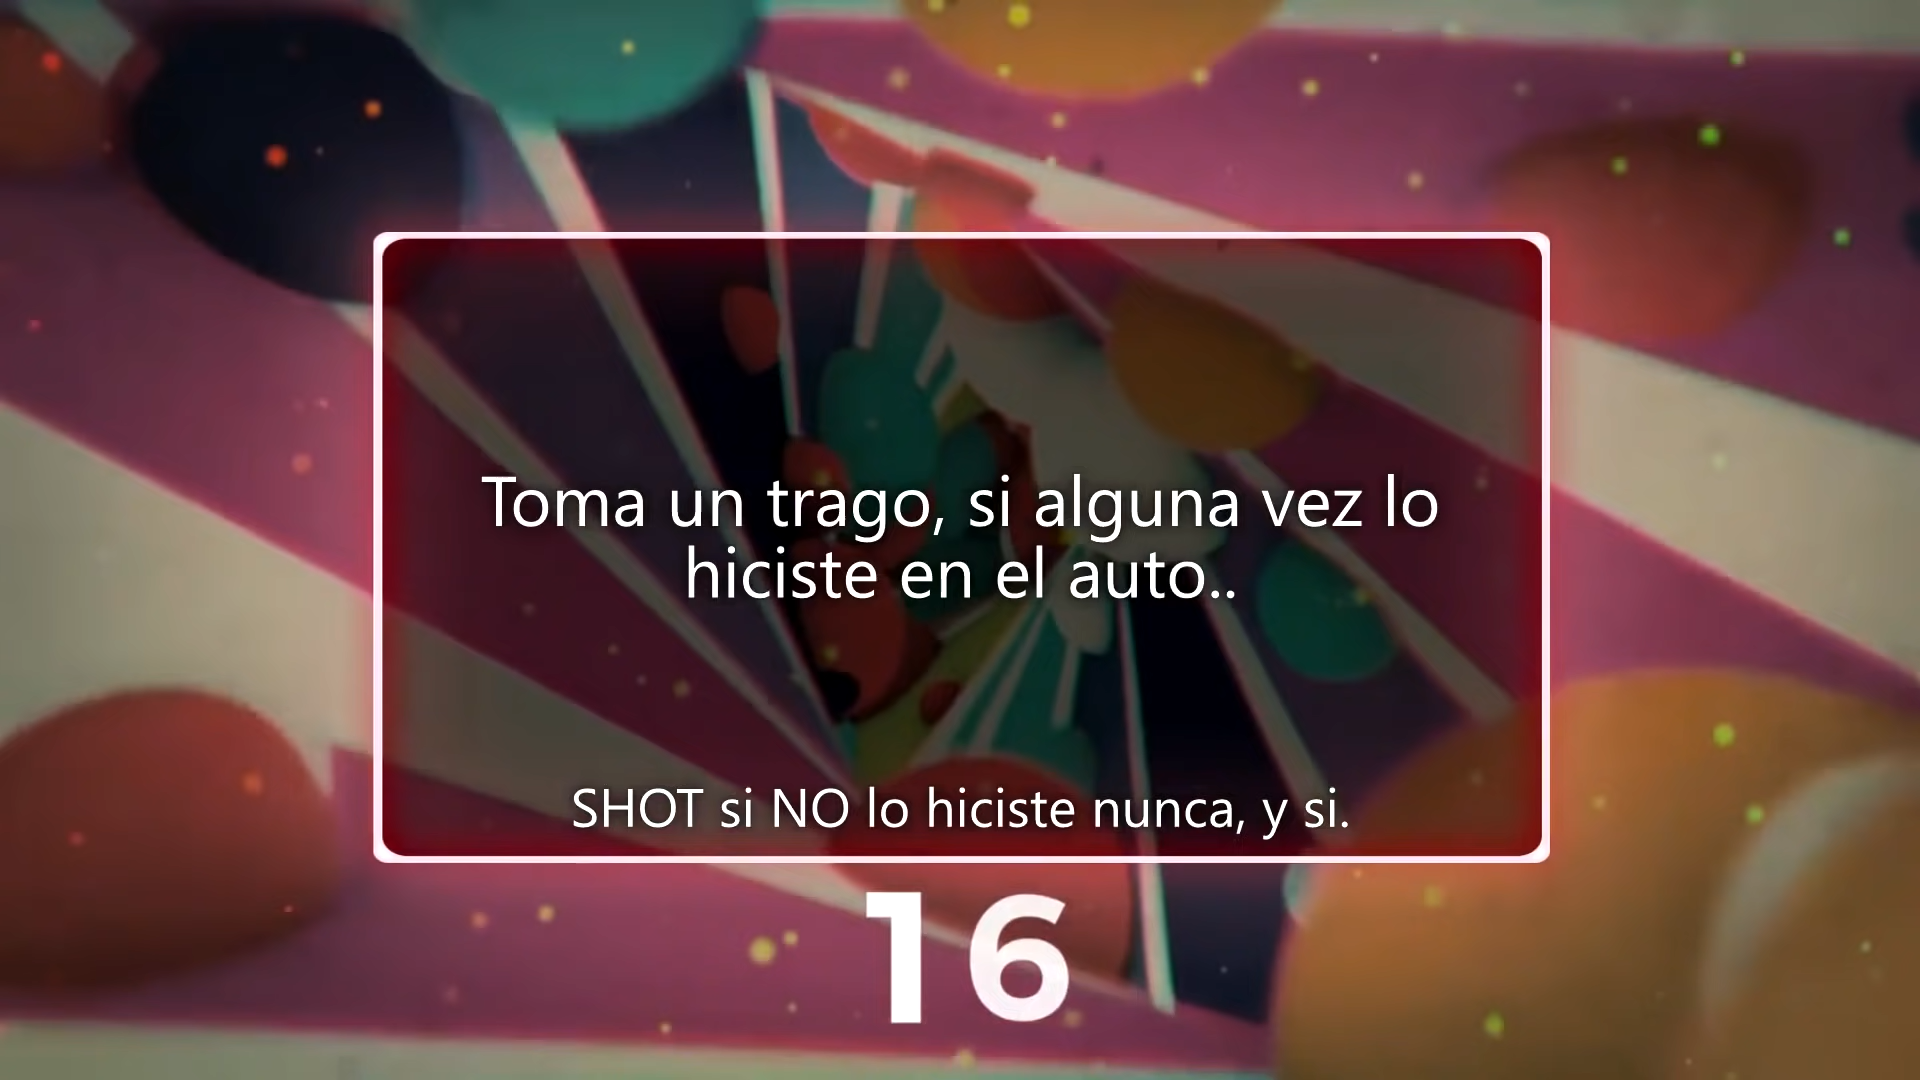 Toma un trago, si alguna vez lo
hiciste en el auto..
SHOT si NO lo hiciste nunca, y si.
16